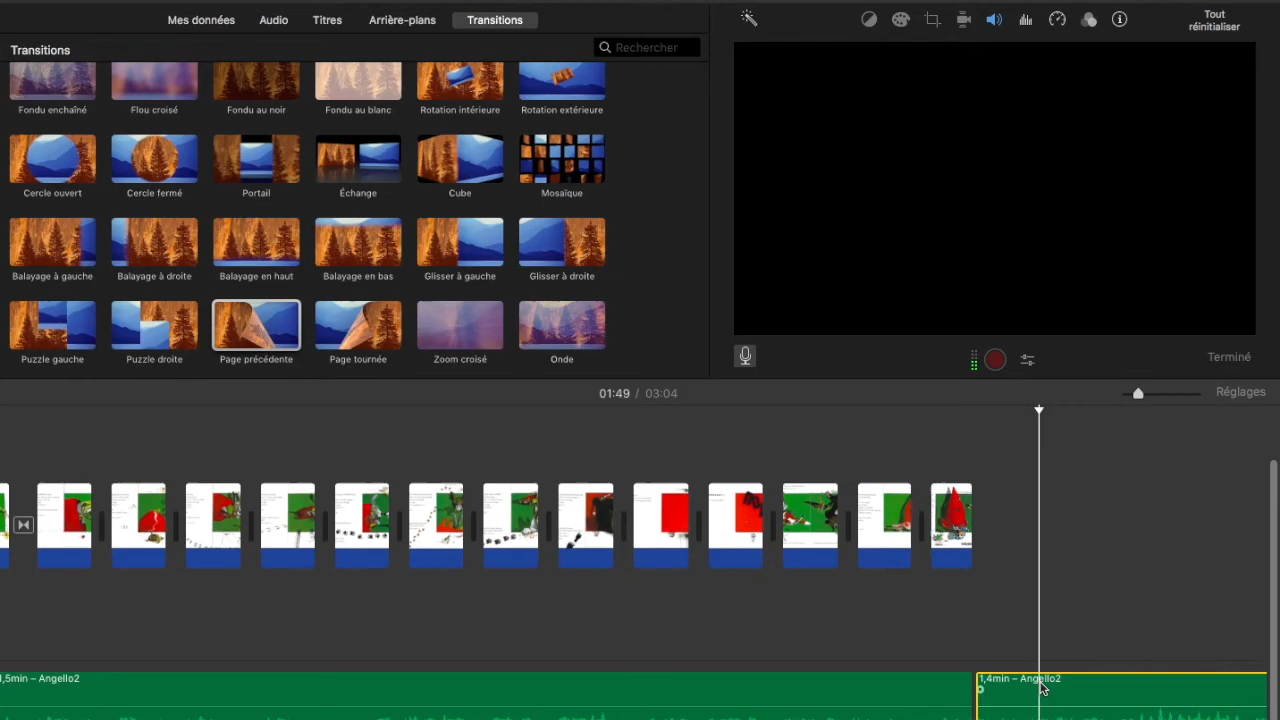 Mes données Audio Titres Arrière-plans Transitions
Tout
réinitialiser
Transitions
Rechercher
Fondu enchaîné Flou croisé Fondu au noir Fondu au blanc Rotation intérieure Rotation extérieure
Cercle ouvert Cercle fermé Portail Échange Cube Mosaïque
Balayage à gauche Balayage à droite Balayage en haut Balayage en bas Glisser à gauche Glisser à droite
Puzzle gauche Puzzle droite Page précédente Page tournée Zoom croisé Onde
Terminé
01:49 / 03:04
Réglages
1,5min – Angello2
1,4min – Angello2